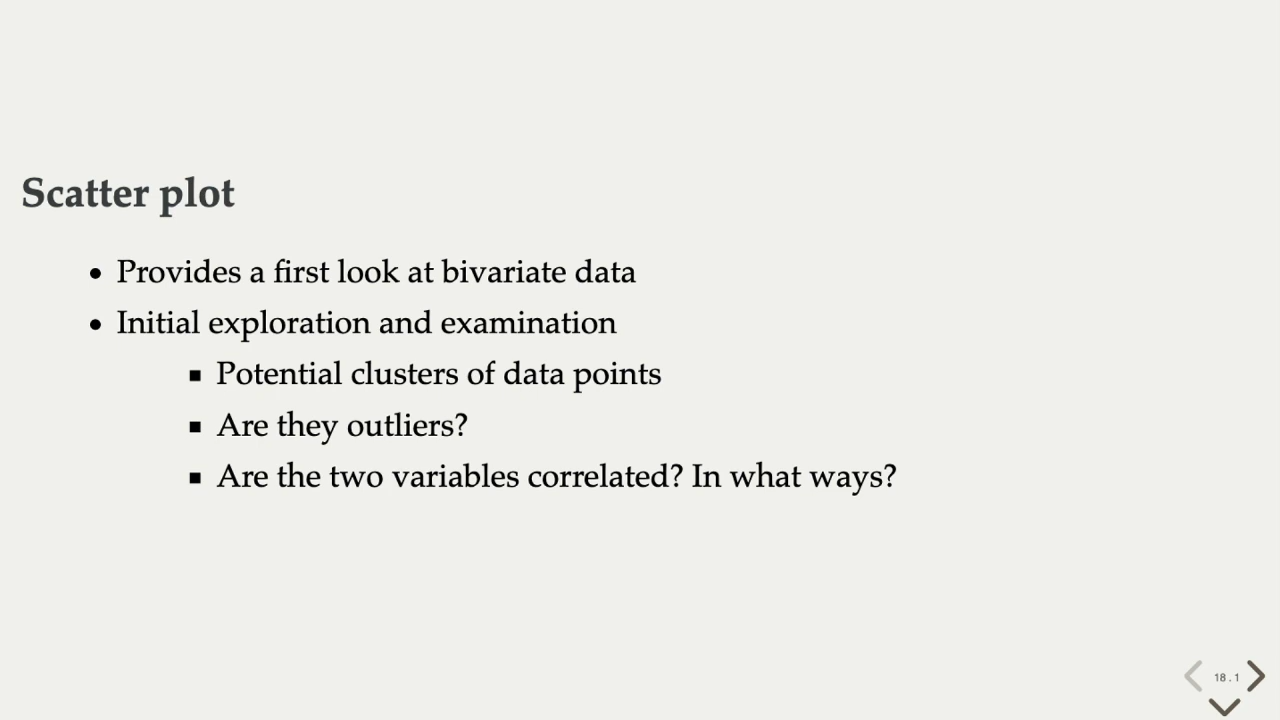 Scatter plot
• Provides a first look at bivariate data
• Initial exploration and examination
▪ Potential clusters of data points
▪ Are they outliers?
▪ Are the two variables correlated? In what ways?
18.1